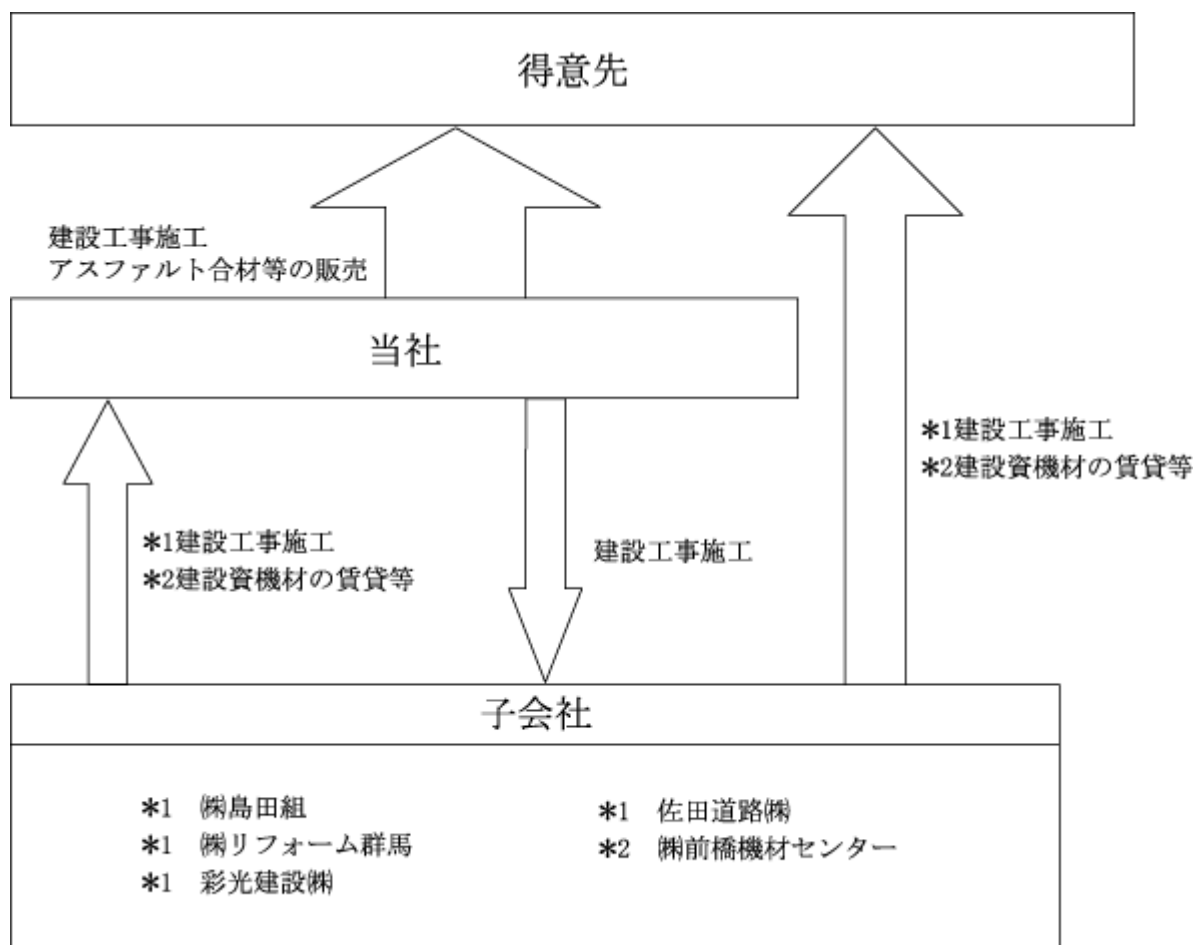 得意先
建設工事施工
アスファルト合材等の販売
当社
*1建設工事施工
*2建設資機材の賃貸等
*1建設工事施工
*2建設資機材の賃貸等
建設工事施工
子会社
*1 ㈱島田組
*1 佐田道路㈱
*1 ㈱リフォーム群馬
*2 ㈱前橋機材センター
*1 彩光建設㈱